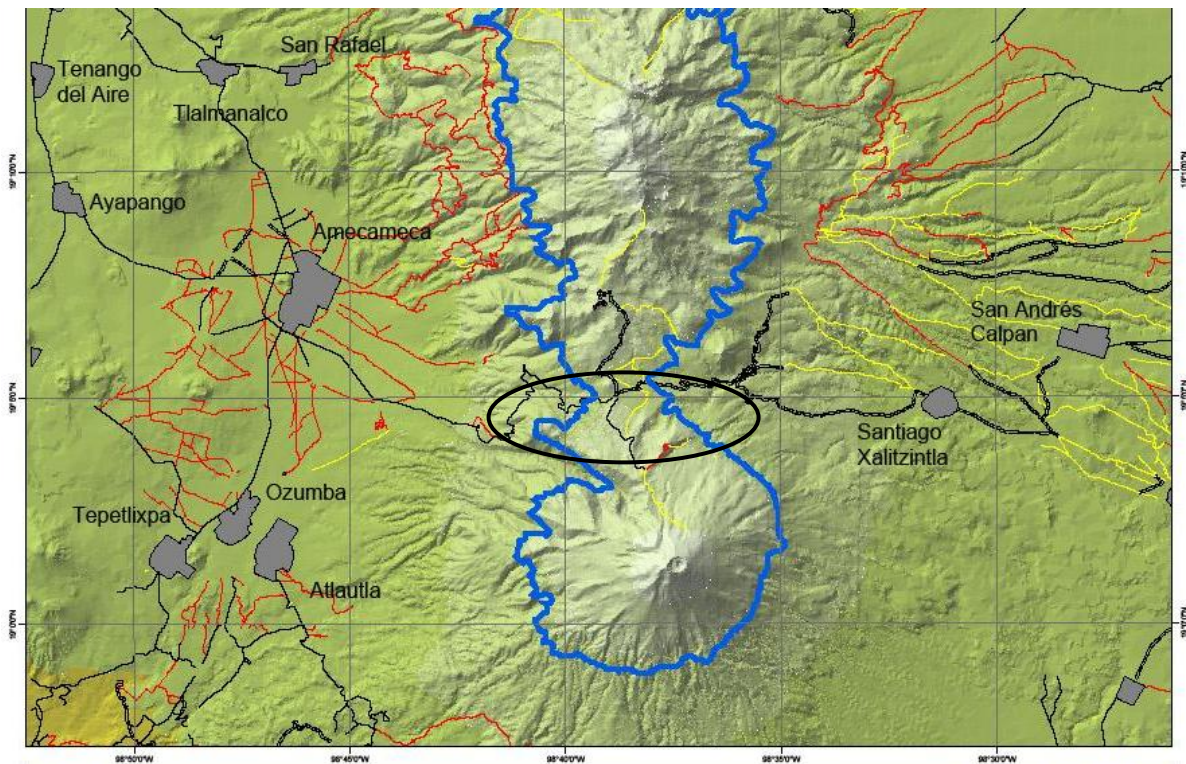 San Rafael
Tenango
del Aire
Tlalmanalco
Ayapango
Amecameca
San Andrés
Calpan
Santiago
Xalitzintla
Ozumba
Tepetlixpa
Atlautla
98°50'0"W
98°45'0"W
98°40'0"W
98°35'0"W
98°30'0"W